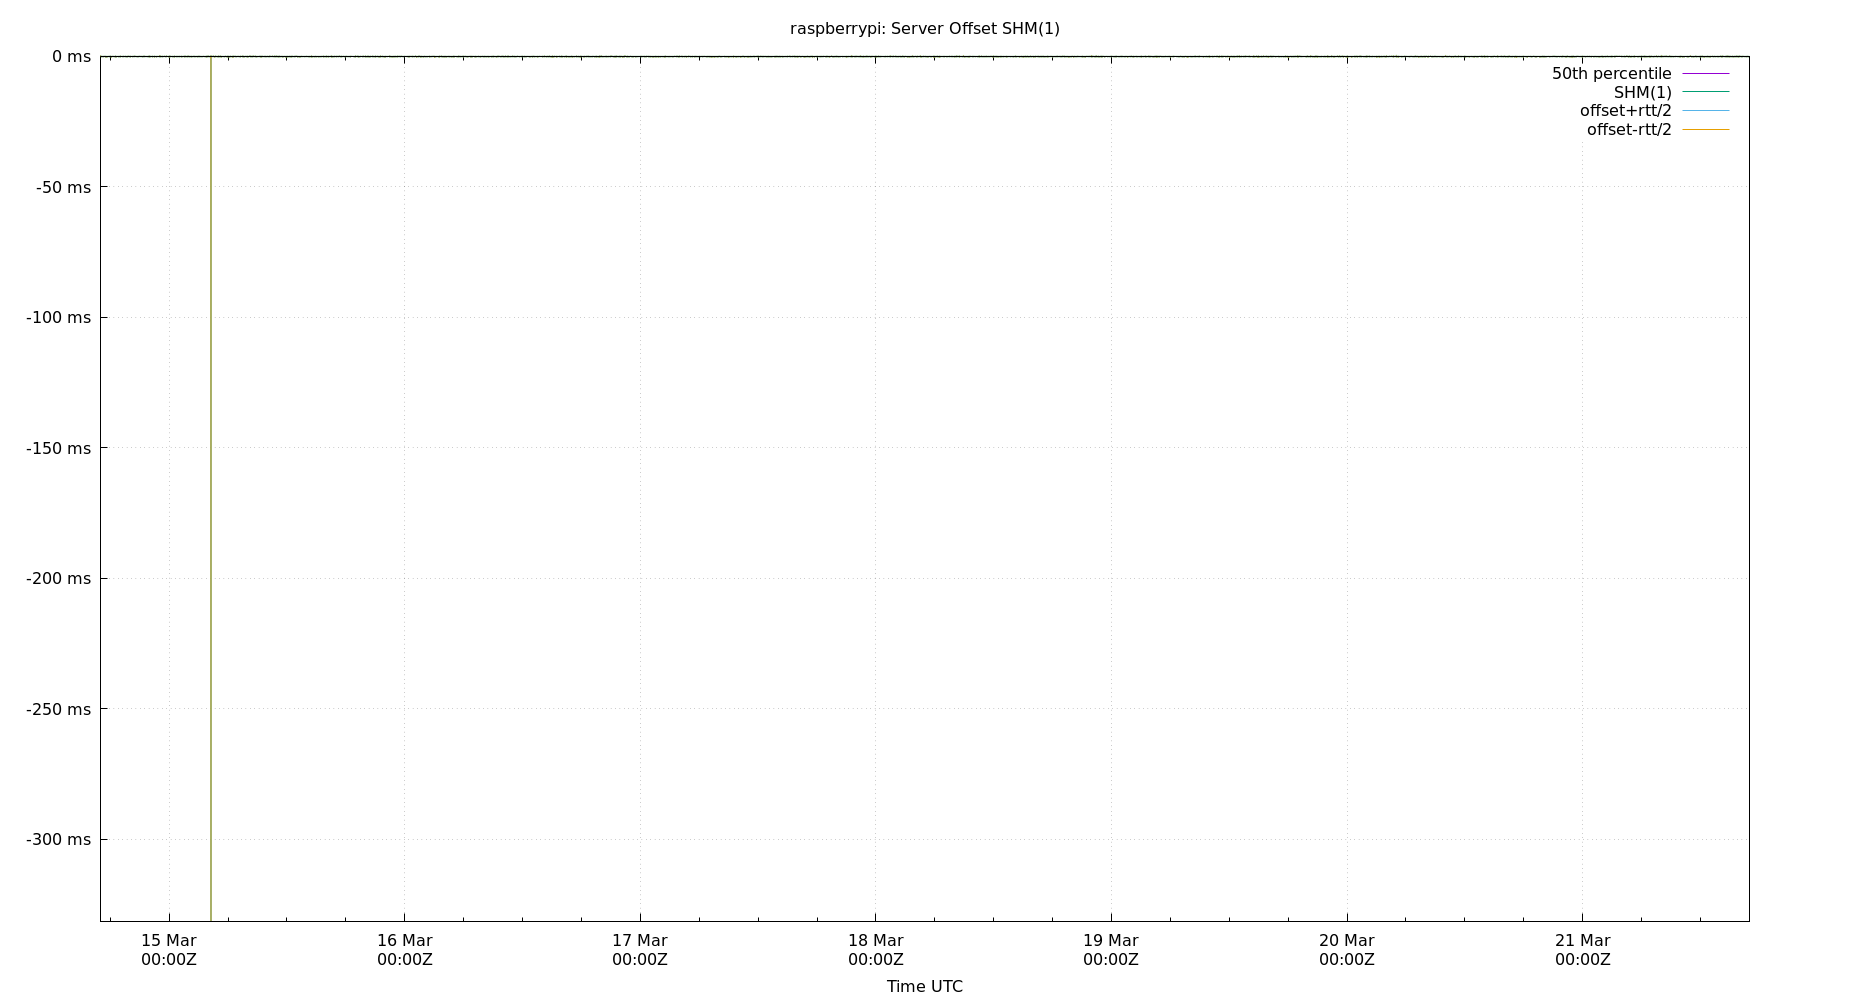 raspberrypi: Server Offset SHM(1)
0 ms
-50 ms
-100 ms
-150 ms
-200 ms
-250 ms
-300 ms
50th percentile
SHM(1)
offset+rtt/2
offset-rtt/2
15 Mar
00:00Z
16 Mar
00:00Z
17 Mar
00:00Z
18 Mar
00:00Z
19 Mar
00:00Z
20 Mar
00:00Z
21 Mar
00:00Z
Time UTC